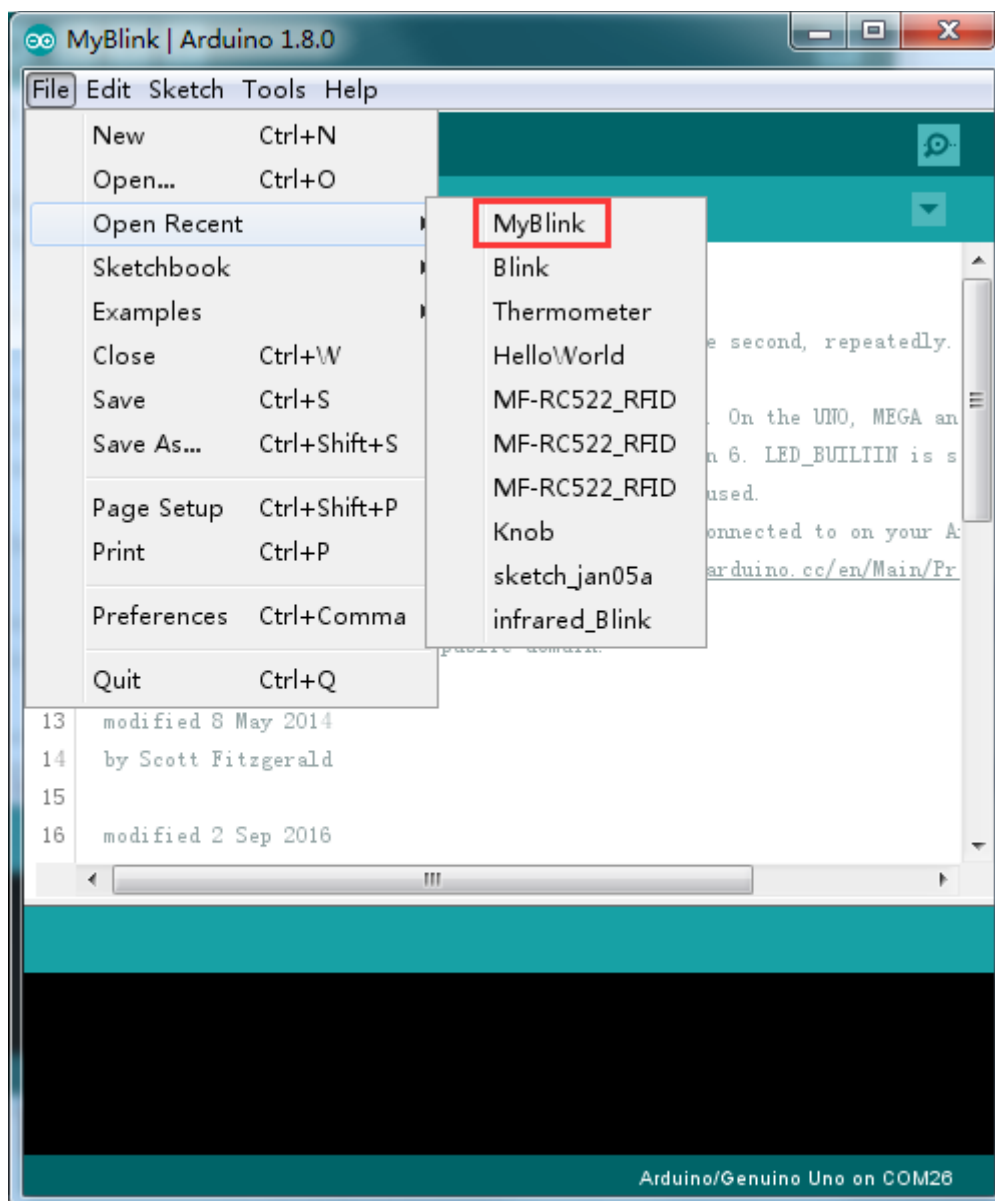 MyBlink | Arduino 1.8.0
File Edit Sketch Tools Help
New Ctrl+N
Open... Ctrl+O
Open Recent
Sketchbook
Examples
Close Ctrl+W
Save Ctrl+S
Save As... Ctrl+Shift+S
Page Setup Ctrl+Shift+P
Print Ctrl+P
Preferences Ctrl+Comma
Quit Ctrl+Q
MyBlink
Blink
Thermometer
HelloWorld
MF-RC522_RFID
MF-RC522_RFID
MF-RC522_RFID
Knob
sketch_jan05a
infrared_Blink
e second, repeatedly.
. On the UNO, MEGA an
n 6. LED_BUILTIN is s
used.
onnected to on your A
arduino.cc/en/Main/Pr
domain.
13 modified 8 May 2014
14 by Scott Fitzgerald
15
16 modified 2 Sep 2016
Arduino/Genuino Uno on COM26